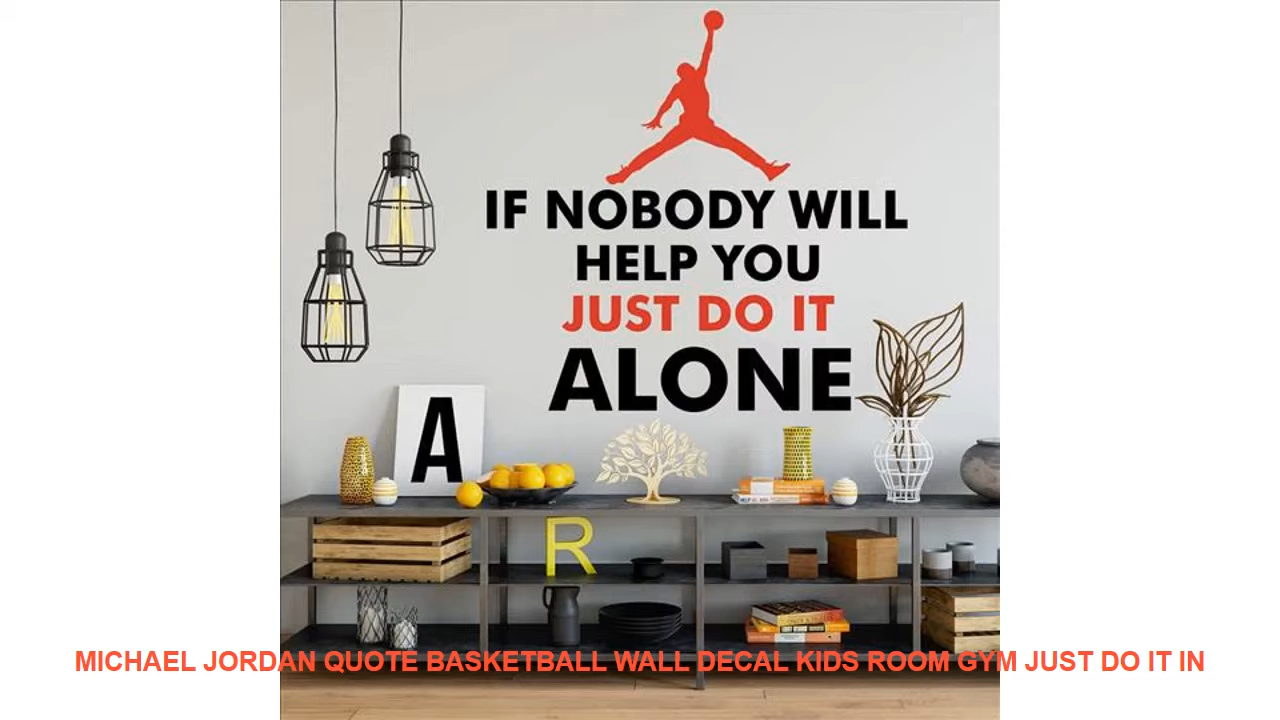 IF NOBODY WILL
HELP YOU
JUST DO IT
ALONE
A
R
MICHAEL JORDAN QUOTE BASKETBALL WALL DECAL KIDS ROOM GYM JUST DO IT IN